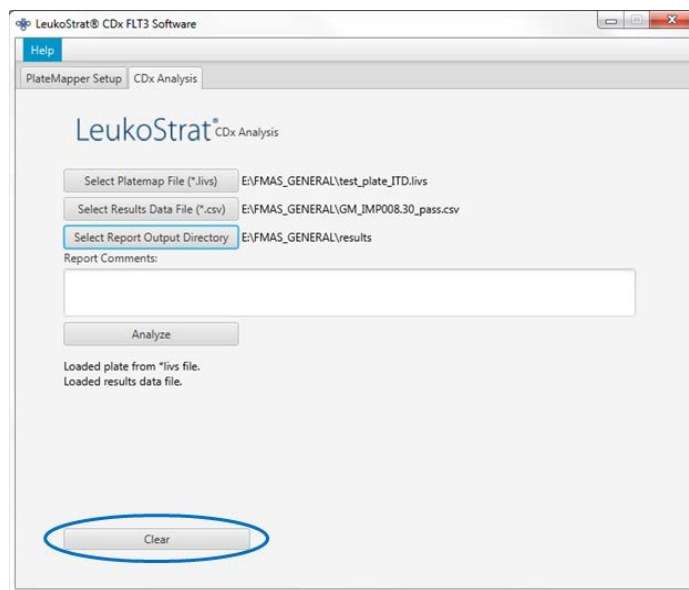 LeukoStrat® CDx FLT3 Software
Help
PlateMapper Setup CDx Analysis
LeukoStrat® CDx Analysis
Select Platemap File (*.livs) E:\FMAS_GENERAL\test_plate_ITD.livs
Select Results Data File (*.csv) E:\FMAS_GENERAL\GM_IMP008.30_pass.csv
Select Report Output Directory E:\FMAS_GENERAL\results
Report Comments:
Analyze
Loaded plate from *livs file.
Loaded results data file.
Clear